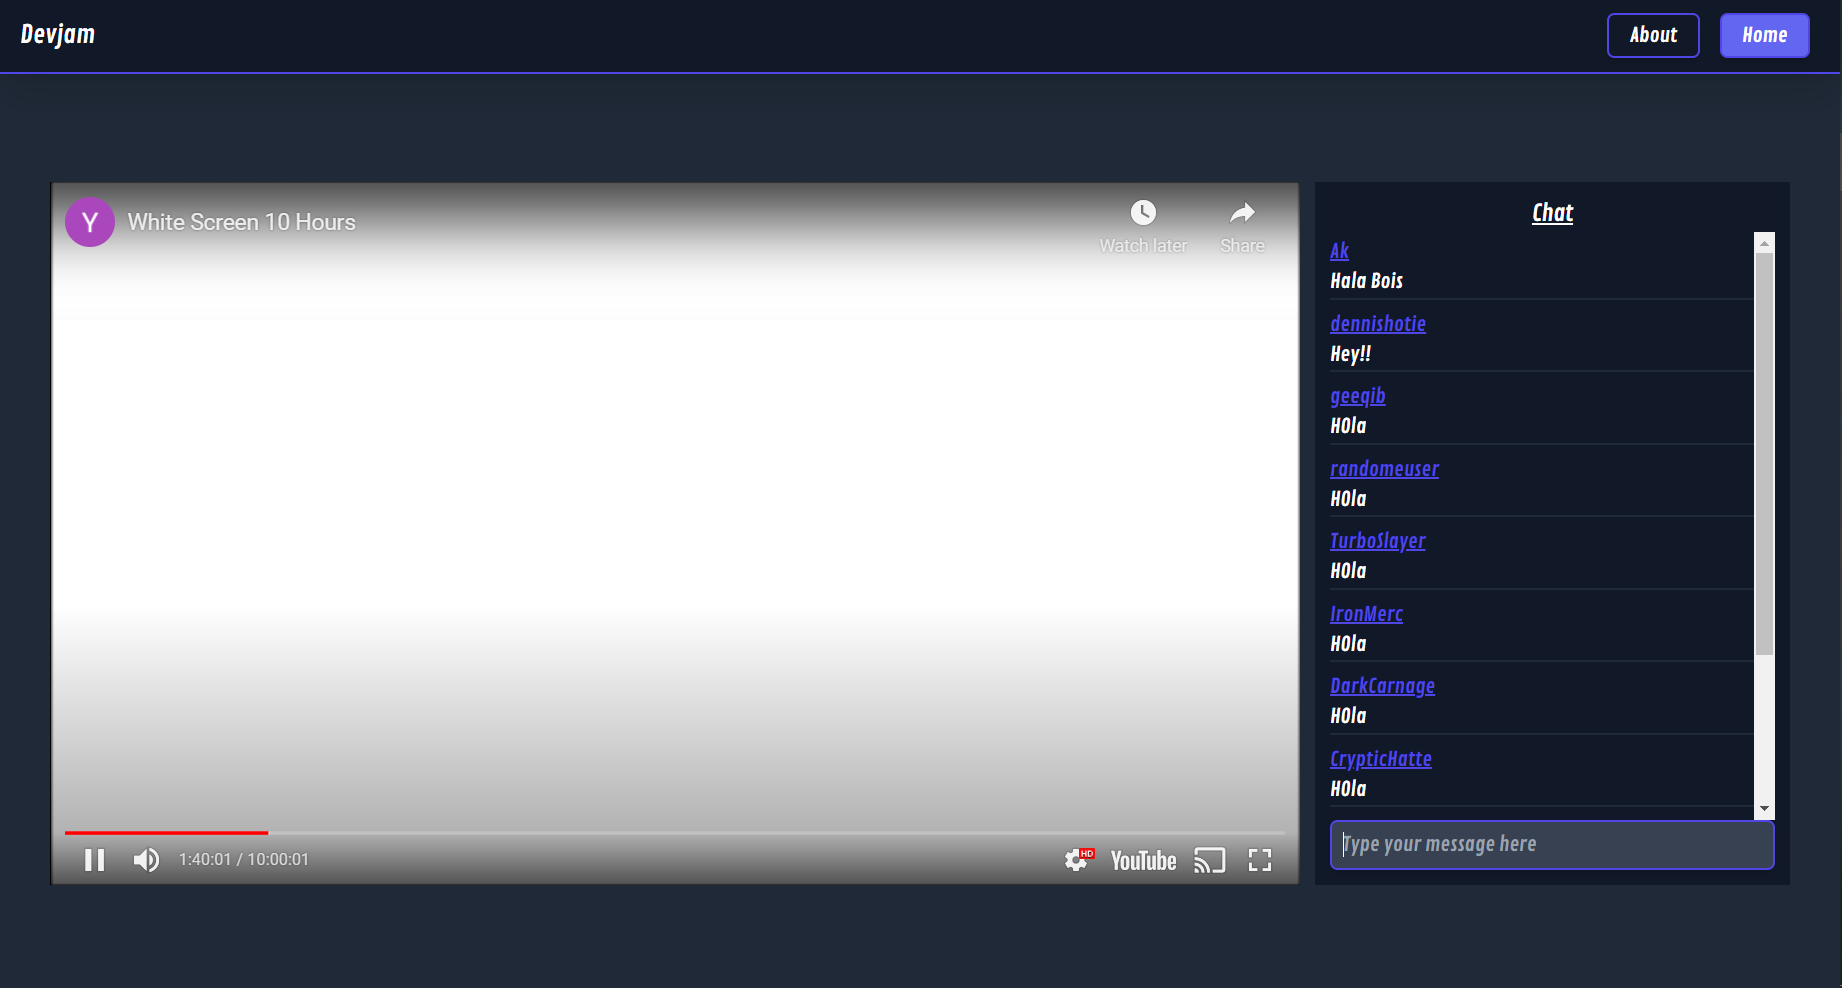 Devjam
About
Home
Y
White Screen 10 Hours
Watch later
Share
1:40:01 / 10:00:01
HD
YouTube
Chat
Ak
Hala Bois
dennishotie
Hey!!
geeqib
HOla
randomeuser
HOla
TurboSlayer
HOla
IronMerc
HOla
DarkCarnage
HOla
CrypticHatte
HOla
Type your message here